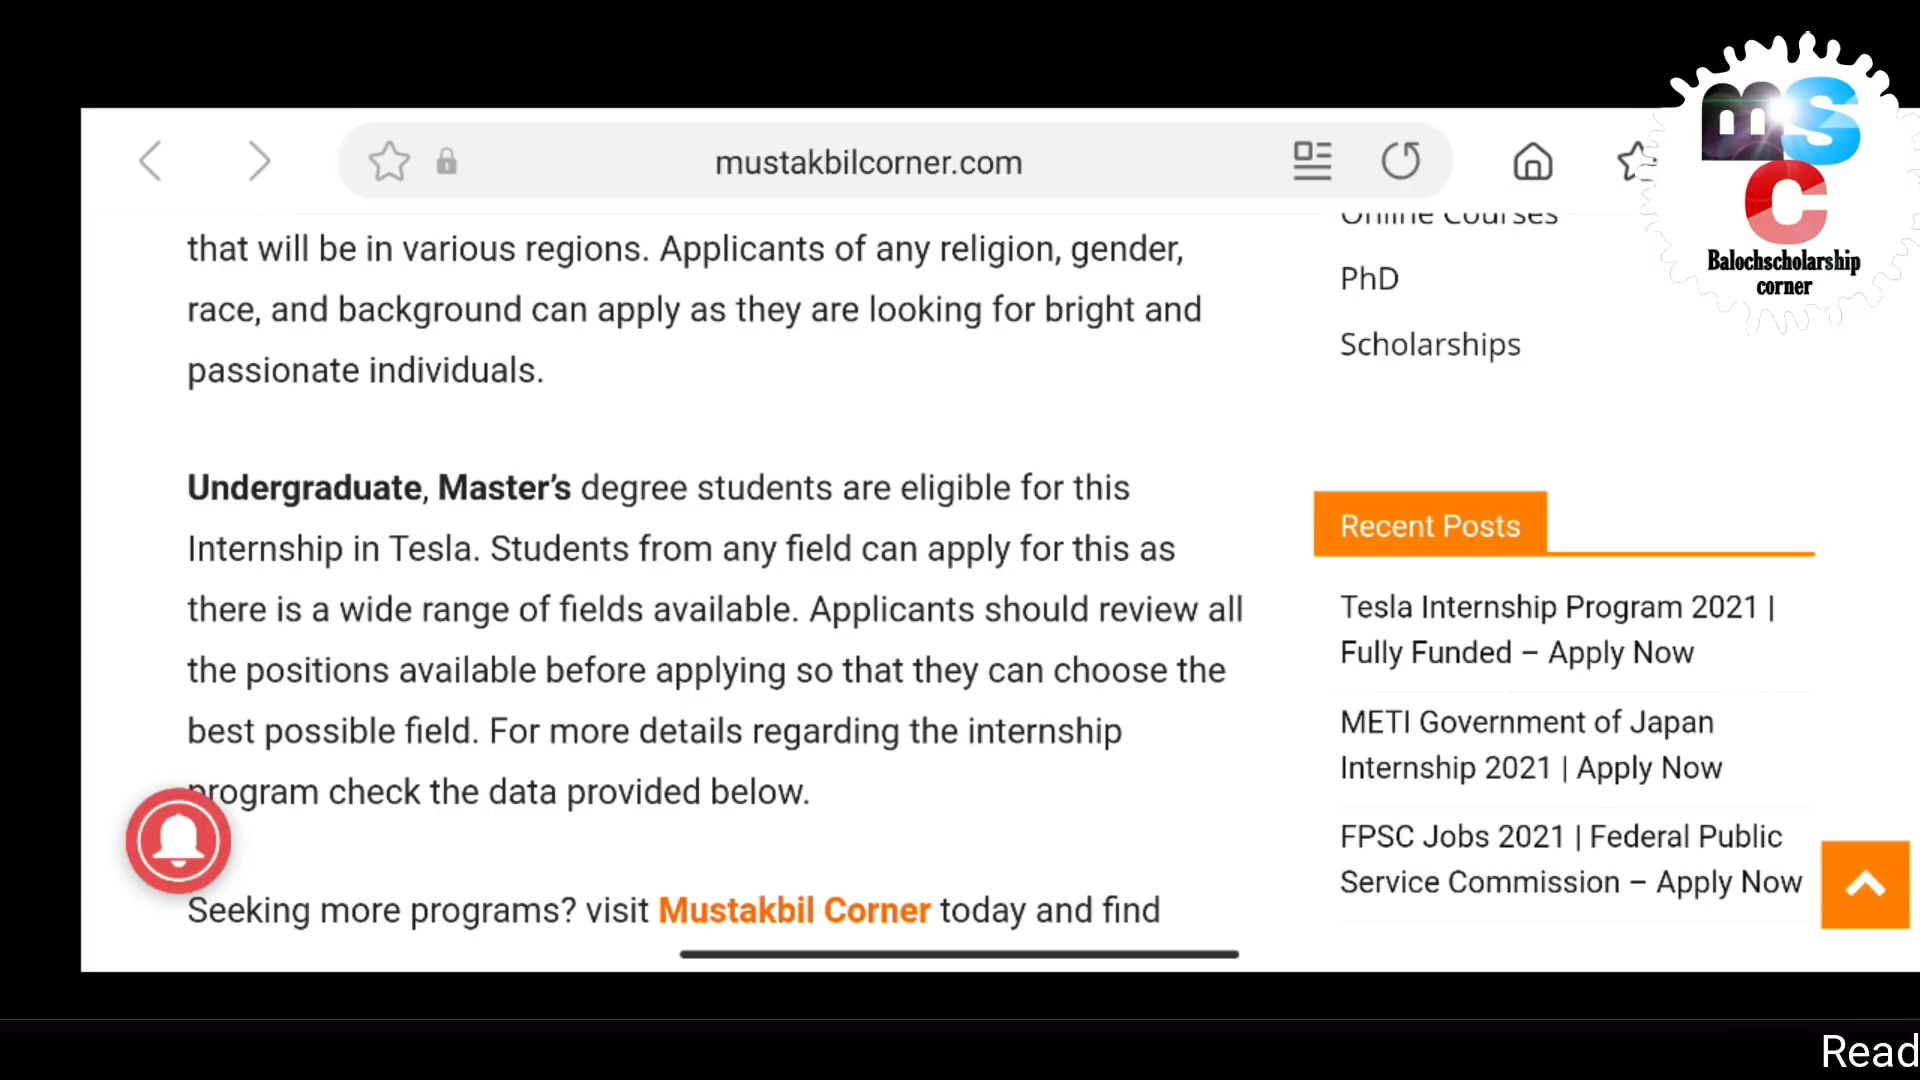 mustakbilcorner.com
mSC
Balochscholarship
corner
that will be in various regions. Applicants of any religion, gender,
race, and background can apply as they are looking for bright and
passionate individuals.
Undergraduate, Master’s degree students are eligible for this
Internship in Tesla. Students from any field can apply for this as
there is a wide range of fields available. Applicants should review all
the positions available before applying so that they can choose the
best possible field. For more details regarding the internship
program check the data provided below.
Seeking more programs? visit Mustakbil Corner today and find
Online Courses
PhD
Scholarships
Recent Posts
Tesla Internship Program 2021 |
Fully Funded – Apply Now
METI Government of Japan
Internship 2021 | Apply Now
FPSC Jobs 2021 | Federal Public
Service Commission – Apply Now
Read